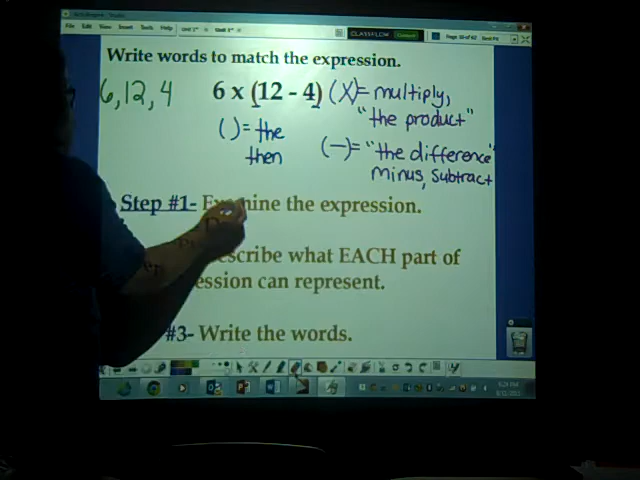 Write words to match the expression.
6, 12, 4 6 x (12 - 4) (X)= multiply,
"the product"
( ) = the
then
(−)= "the difference"
minus, subtract
Step #1- Examine the expression.
describe what EACH part of
ession can represent.
#3- Write the words.